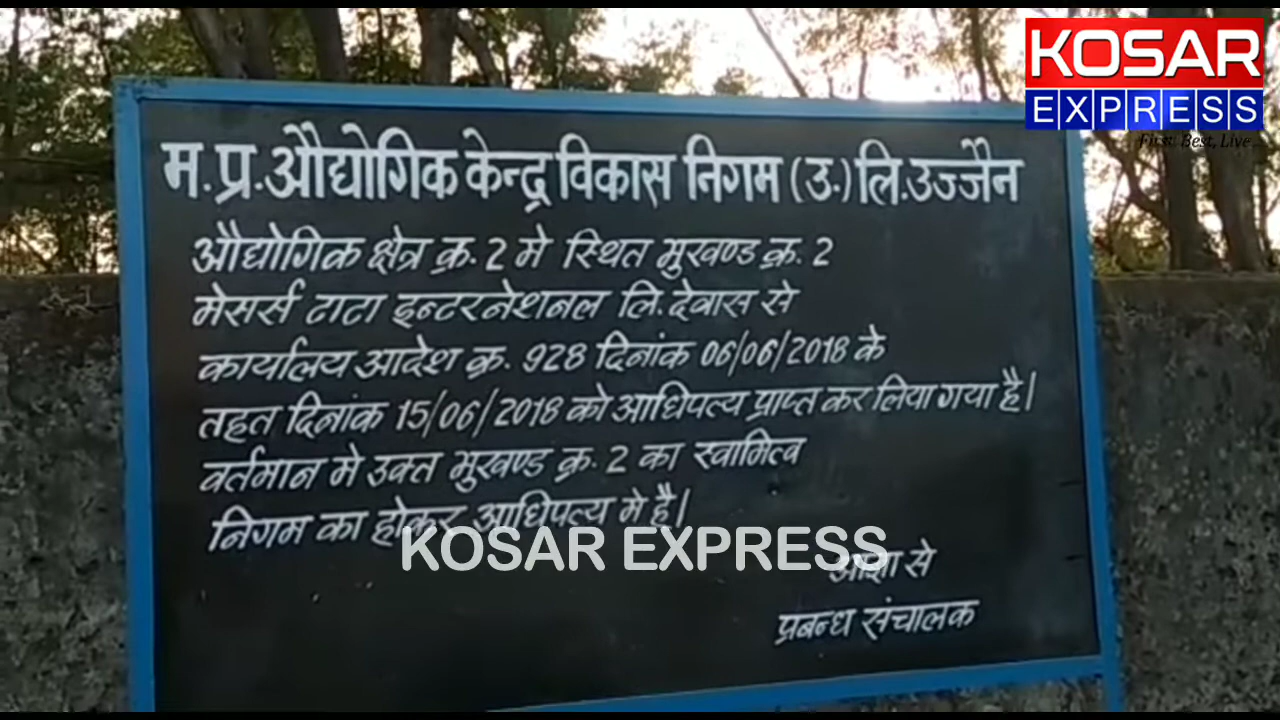 KOSAR
EXPRESS
First, Best, Live...
म.प्र.औद्योगिक केन्द्र विकास निगम (उ.) लि.उज्जैन
औद्योगिक क्षेत्र क्र. 2 मे स्थित भुखण्ड क्र. 2
मेसर्स टाटा इन्टरनेशनल लि. देवास से
कार्यालय आदेश क्र. 928 दिनांक 06/06/2018 के
तहत दिनांक 15/06/2018 को आधिपत्य प्राप्त कर लिया गया है।
वर्तमान मे उक्त भुखण्ड क्र. 2 का स्वामित्व
निगम का होकर आधिपत्य मे है।
KOSAR EXPRESS
आज्ञा से
प्रबन्ध संचालक